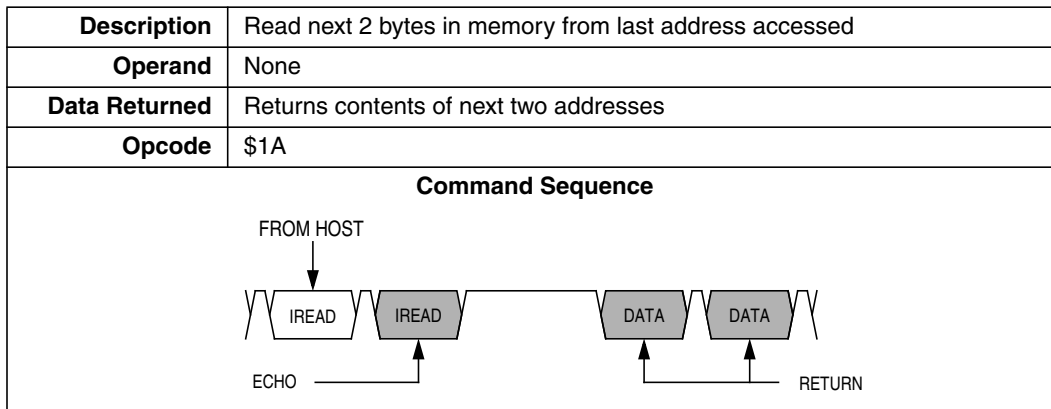 Description Read next 2 bytes in memory from last address accessed
Operand None
Data Returned Returns contents of next two addresses
Opcode $1A
Command Sequence
FROM HOST
IREAD IREAD DATA DATA
ECHO RETURN